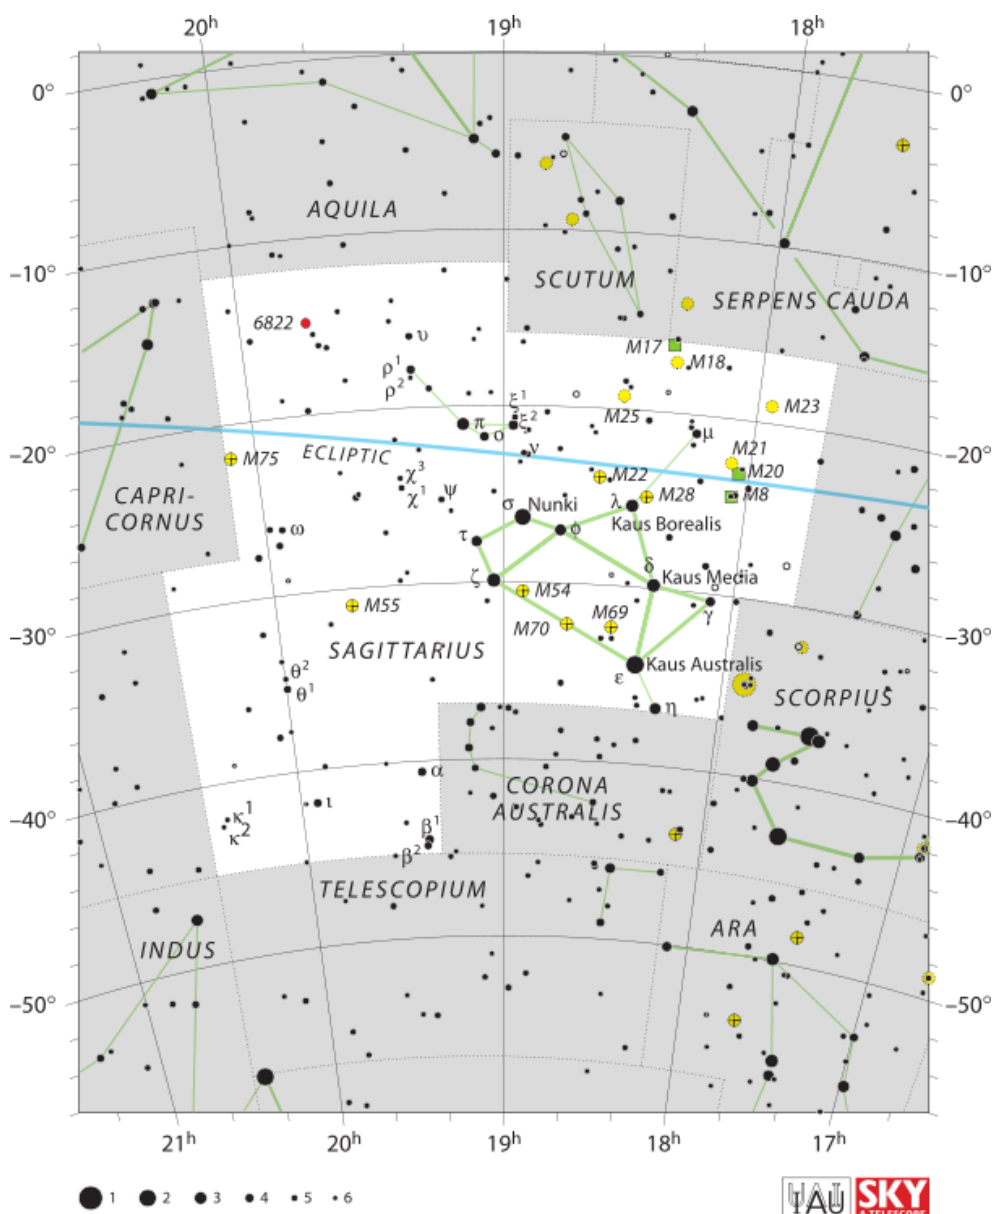 20h 19h 18h
0° 0°
AQUILA
−10° −10°
SCUTUM
SERPENS CAUDA
6822
υ
M17
M18
ρ1
ρ2
M25
M23
ξ1
π
ξ2
ο
μ
ν
M21
−20° −20°
ECLIPTIC
M75
M20
χ3
M22
CAPRI-
CORNUS
χ1
ψ
M28
M8
σ Nunki
λ
Kaus Borealis
ω
τ
φ
ζ
δ
Kaus Media
M54
M55
M69
γ
M70
−30° −30°
SAGITTARIUS
Kaus Australis
θ2
ε
θ1
SCORPIUS
η
α
CORONA
AUSTRALIS
ι
κ1
κ2
β1
β2
−40° −40°
TELESCOPIUM
ARA
INDUS
−50° −50°
21h 20h 19h 18h 17h
1 2 3 4 5 6
IAU
SKY
& TELESCOPE